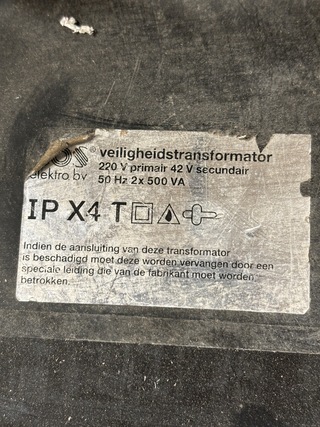 OS® veiligheidstransformator
220 V primair 42 V secundair
elektro bv 50 Hz 2x 500 VA
IP X4 T
Indien de aansluiting van deze transformator
is beschadigd moet deze worden vervangen door een
speciale leiding die van de fabrikant moet worden
betrokken.